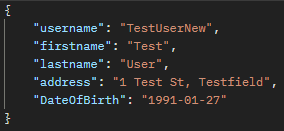 {
    "username": "TestUserNew",
    "firstname": "Test",
    "lastname": "User",
    "address": "1 Test St, Testfield",
    "DateOfBirth": "1991-01-27"
}